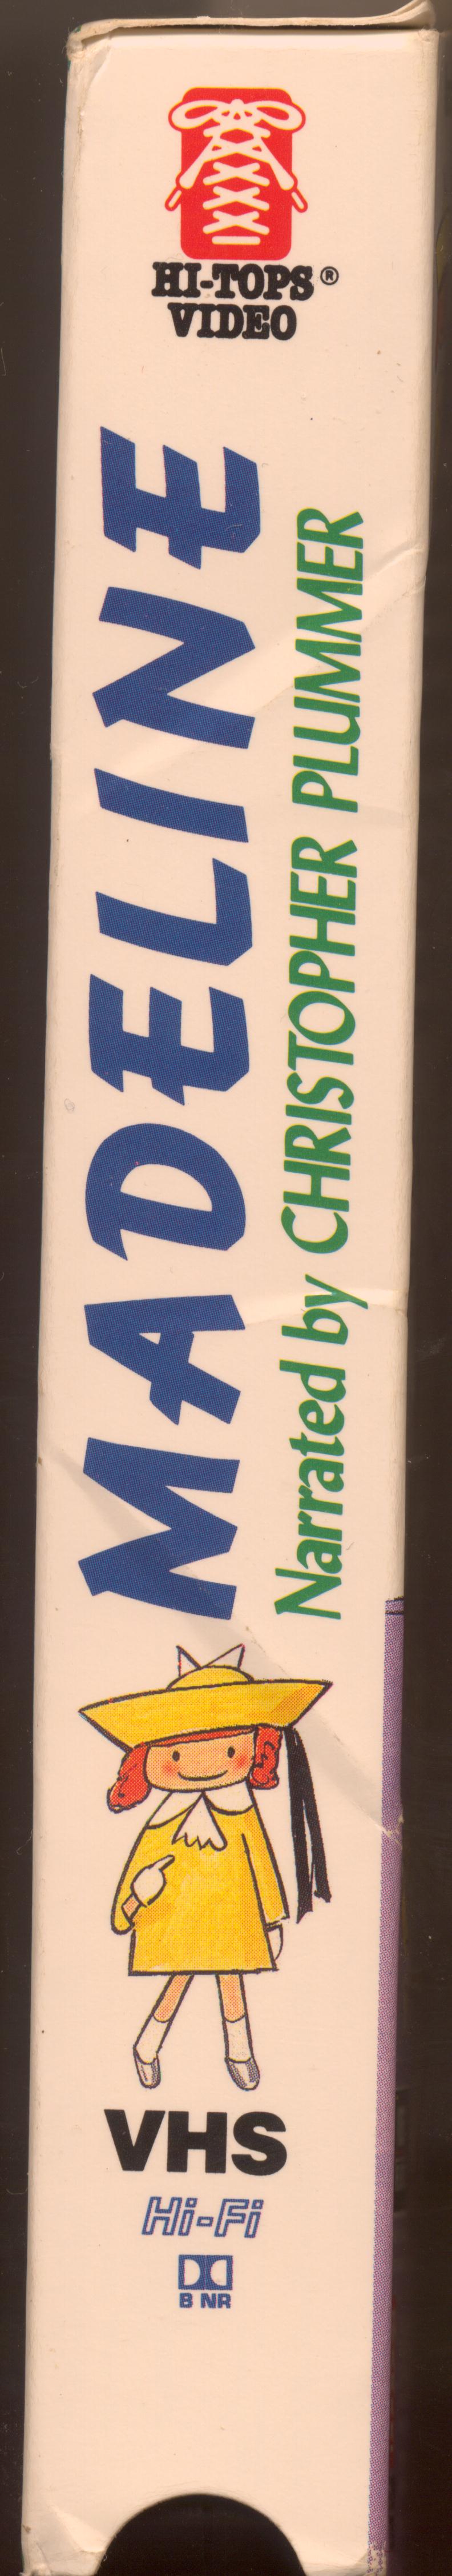 HI-TOPS®
VIDEO
MADELINE
Narrated by CHRISTOPHER PLUMMER
VHS
Hi-Fi
B NR